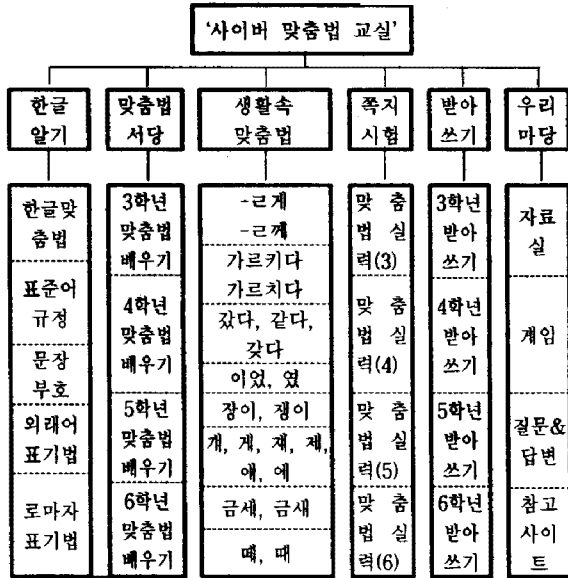 ‘사이버 맞춤법 교실’
한글
알기
맞춤법
서당
생활속
맞춤법
쪽지
시험
받아
쓰기
우리
마당
한글맞
춤법
표준어
규정
문장
부호
외래어
표기법
로마자
표기법
3학년
맞춤법
배우기
4학년
맞춤법
배우기
5학년
맞춤법
배우기
6학년
맞춤법
배우기
-ㄹ게
-ㄹ께
가르키다
가르치다
갔다, 같다,
갖다
이었, 였
장이, 쟁이
개, 게, 재, 제,
애, 에
금세, 금새
떼, 때
맞 춤
법 실
력(3)
맞 춤
법 실
력(4)
맞 춤
법 실
력(5)
맞 춤
법 실
력(6)
3학년
받아
쓰기
4학년
받아
쓰기
5학년
받아
쓰기
6학년
받아
쓰기
자료
실
게임
질문&
답변
참고
사이
트